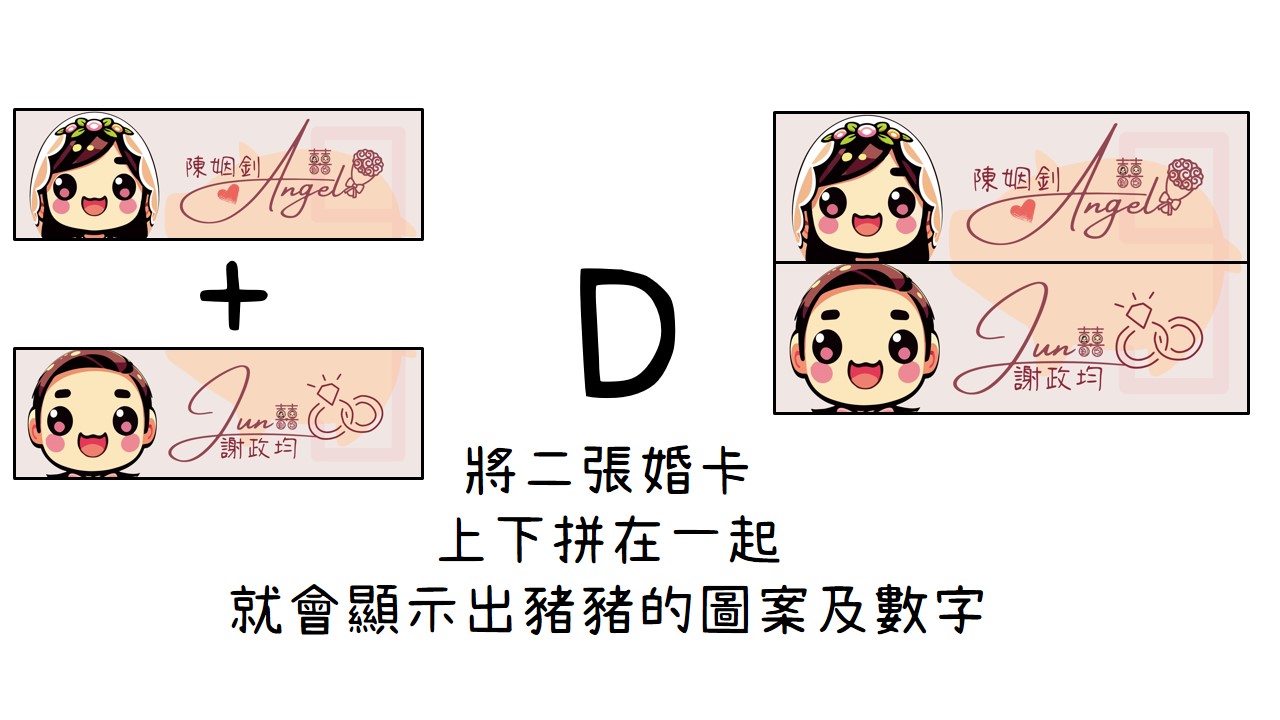 陳姻釗
Angel
囍
+
Jun
囍
謝政均
D
陳姻釗
Angel
囍
Jun
囍
謝政均
將二張婚卡
上下拼在一起
就會顯示出豬豬的圖案及數字